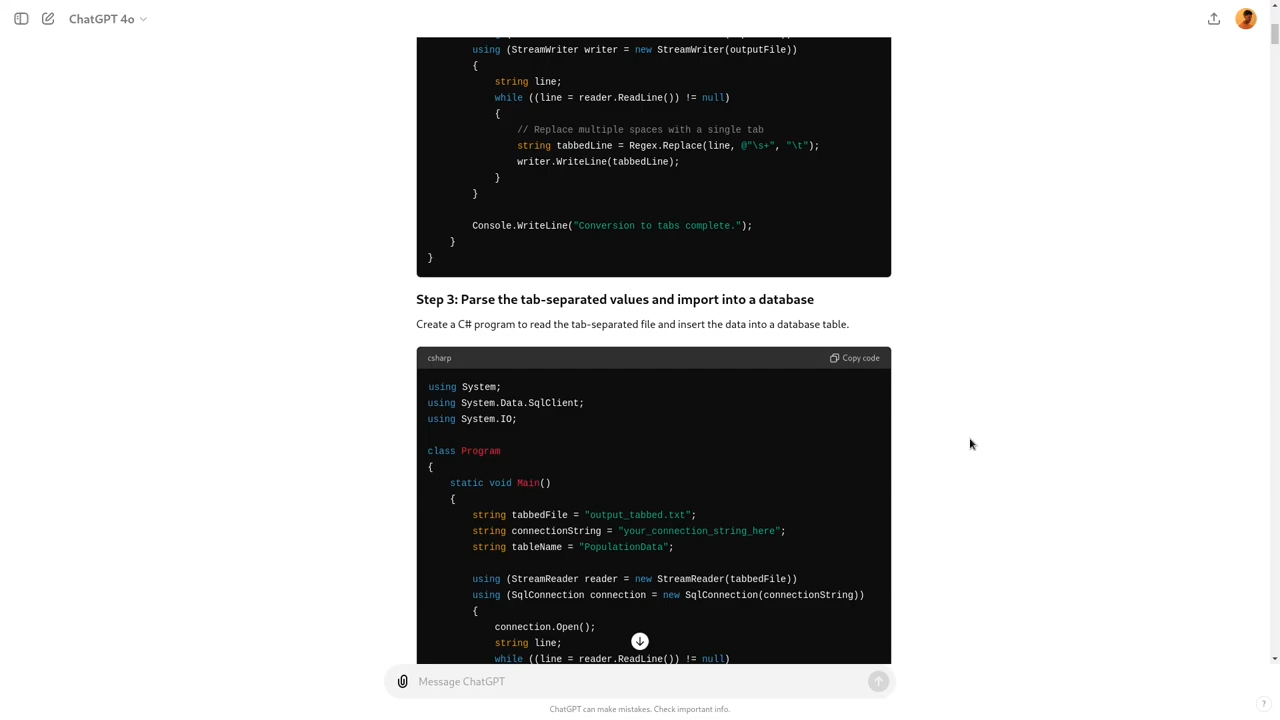 ChatGPT 4o
using (StreamWriter writer = new StreamWriter(outputFile))
{
string line;
while ((line = reader.ReadLine()) != null)
{
// Replace multiple spaces with a single tab
string tabbedLine = Regex.Replace(line, @"\s+", "\t");
writer.WriteLine(tabbedLine);
}
}
Console.WriteLine("Conversion to tabs complete.");
}
}
Step 3: Parse the tab-separated values and import into a database
Create a C# program to read the tab-separated file and insert the data into a database table.
csharp
Copy code
using System;
using System.Data.SqlClient;
using System.IO;
class Program
{
static void Main()
{
string tabbedFile = "output_tabbed.txt";
string connectionString = "your_connection_string_here";
string tableName = "PopulationData";
using (StreamReader reader = new StreamReader(tabbedFile))
using (SqlConnection connection = new SqlConnection(connectionString))
{
connection.Open();
string line;
while ((line = reader.ReadLine()) != null)
Message ChatGPT
ChatGPT can make mistakes. Check important info.
?